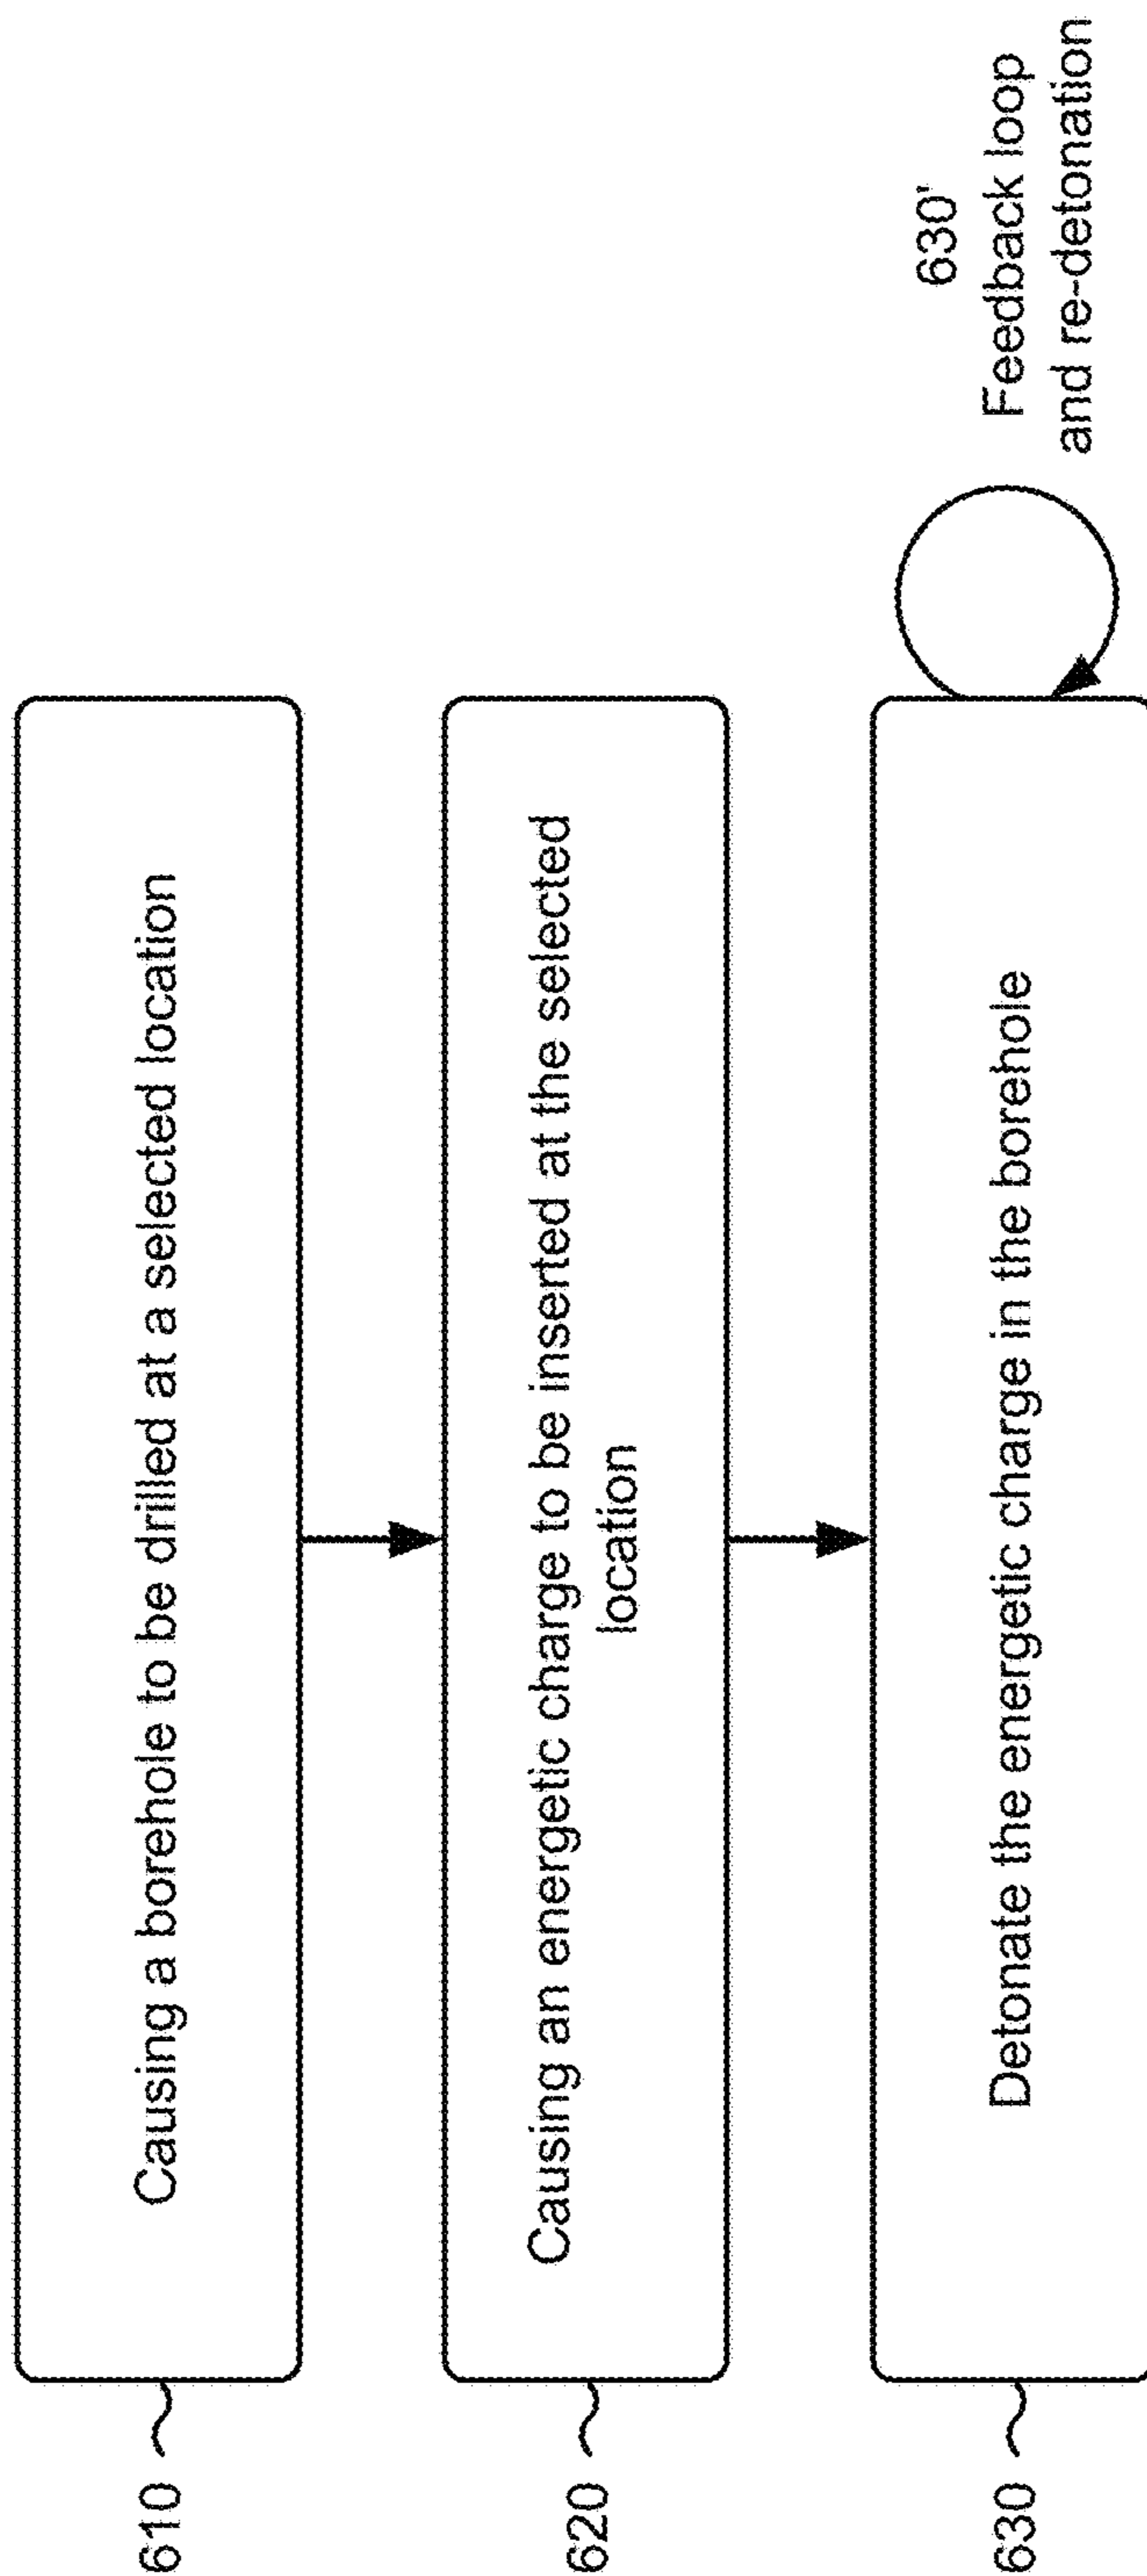 610
Causing a borehole to be drilled at a selected location
620
Causing an energetic charge to be inserted at the selected
location
630
Detonate the energetic charge in the borehole
630'
Feedback loop
and re-detonation